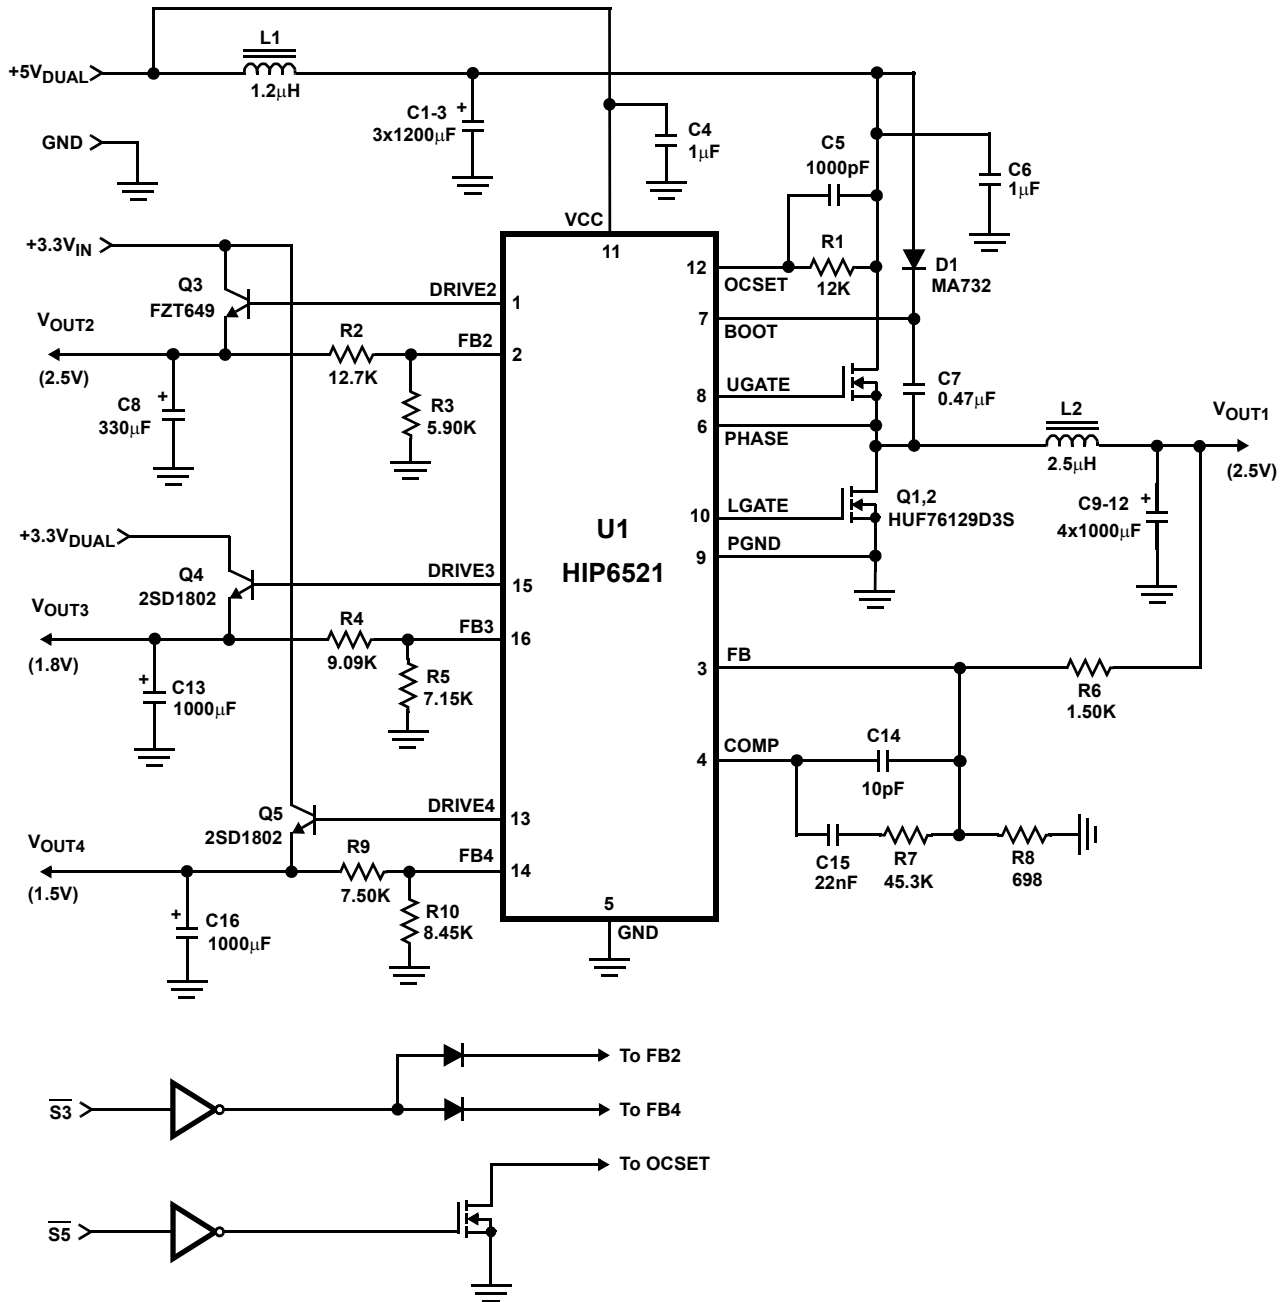 L1
+5VDUAL
1.2µH
C1-3
+
3x1200µF
GND
C4
1µF
C5
1000pF
C6
1µF
VCC
11
+3.3VIN
Q3
FZT649
DRIVE2
1
12
OCSET
R1
12K
D1
MA732
7
BOOT
VOUT2
(2.5V)
R2
12.7K
FB2
2
C8
+
330µF
R3
5.90K
8
UGATE
C7
0.47µF
6
PHASE
L2
2.5µH
VOUT1
(2.5V)
10
LGATE
Q1,2
HUF76129D3S
C9-12
+
4x1000µF
9
PGND
U1
HIP6521
+3.3VDUAL
Q4
2SD1802
DRIVE3
15
VOUT3
(1.8V)
R4
9.09K
FB3
16
C13
+
1000µF
R5
7.15K
3
FB
R6
1.50K
4
COMP
C14
10pF
Q5
2SD1802
DRIVE4
13
VOUT4
(1.5V)
R9
7.50K
FB4
14
C15
22nF
R7
45.3K
R8
698
C16
+
1000µF
R10
8.45K
5
GND
To FB2
S3
To FB4
To OCSET
S5